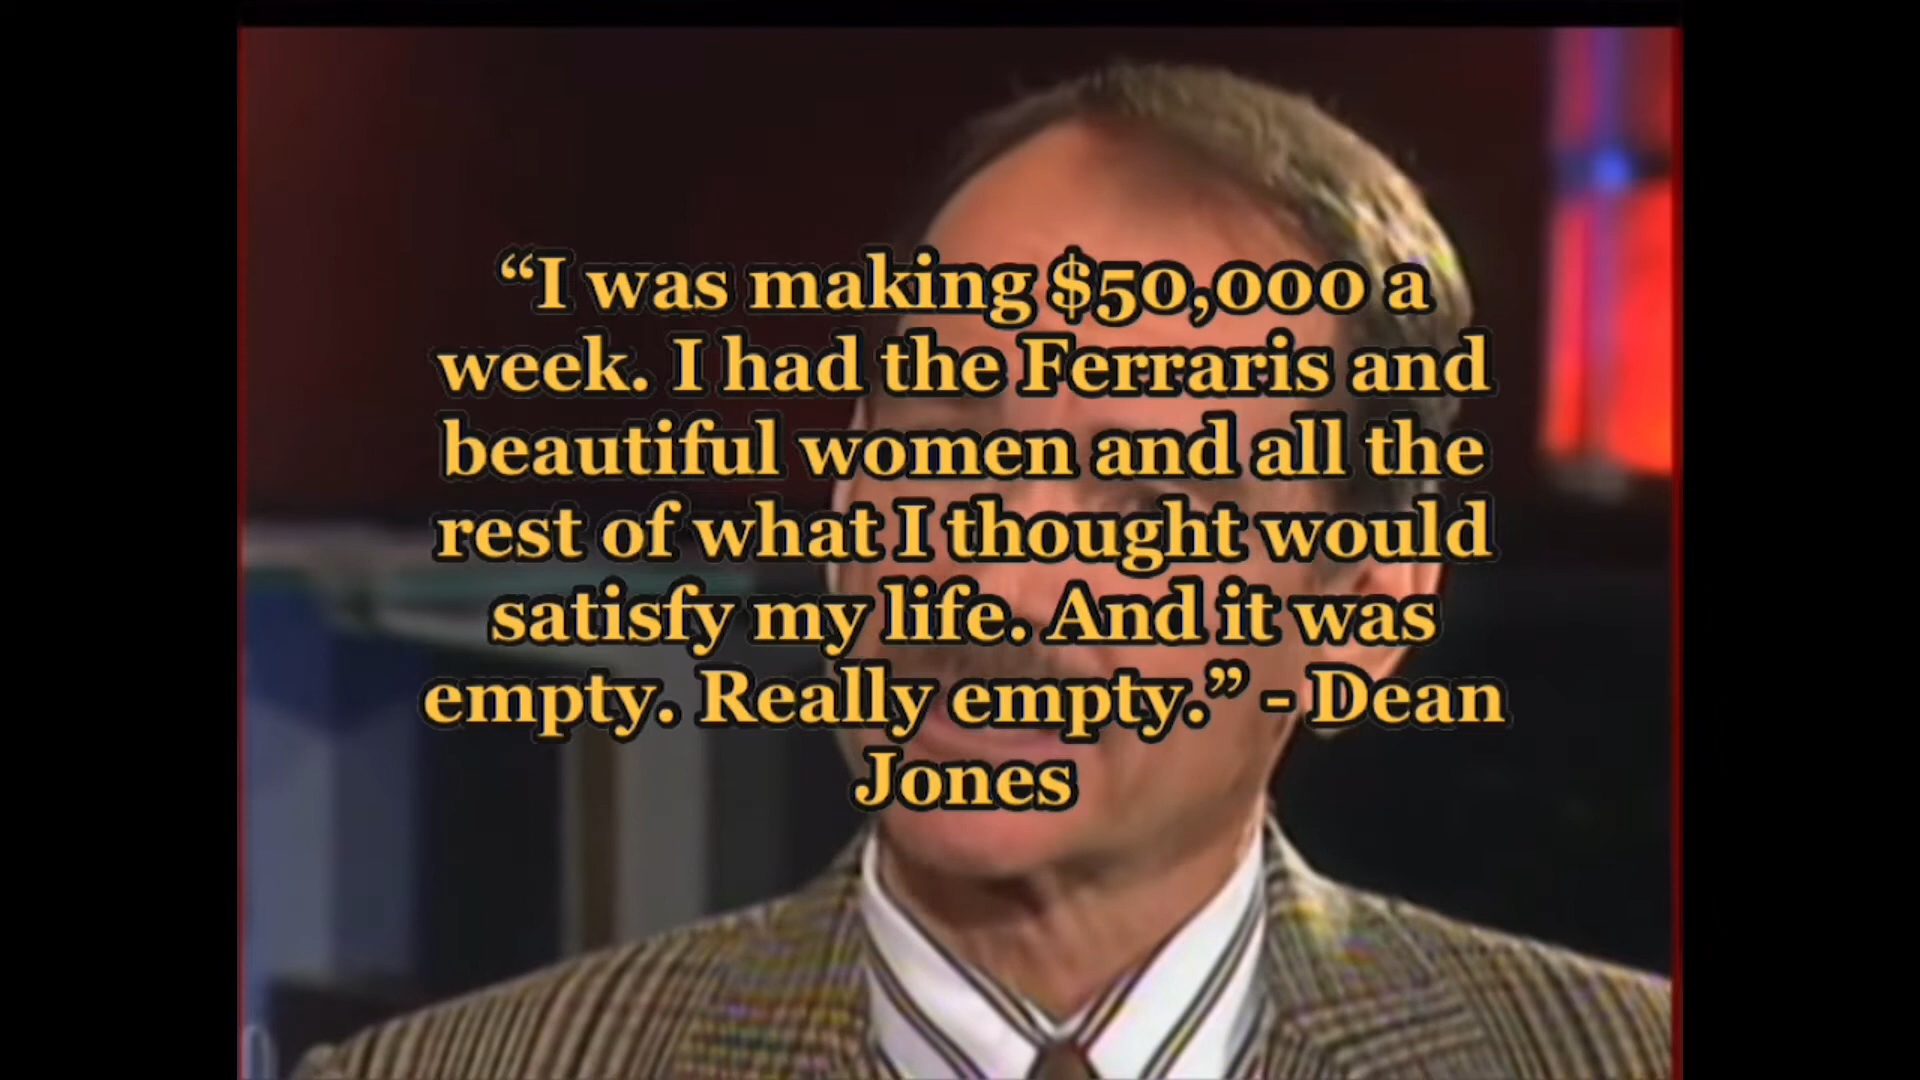 “I was making $50,000 a
week. I had the Ferraris and
beautiful women and all the
rest of what I thought would
satisfy my life. And it was
empty. Really empty.” - Dean
Jones